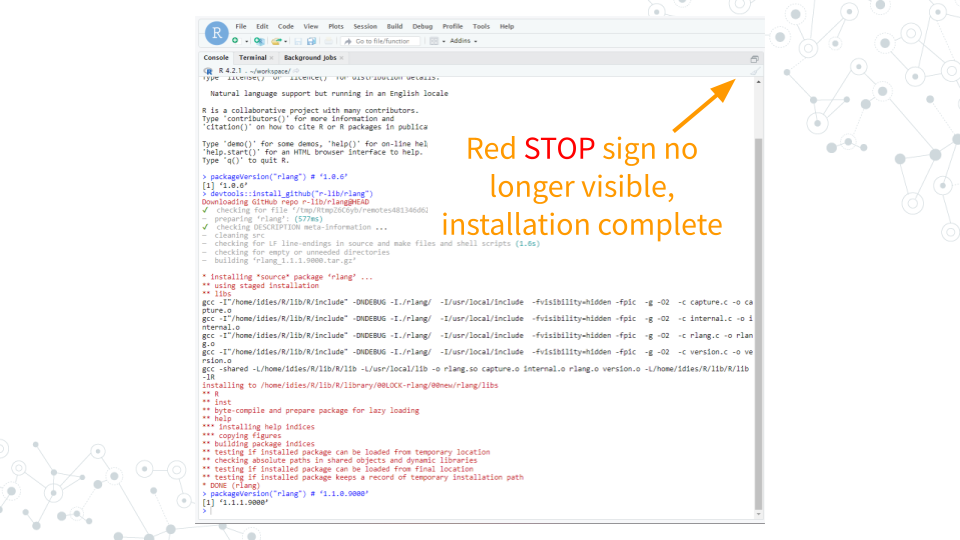 R
File Edit Code View Plots Session Build Debug Profile Tools Help
Go to file/function Addins
Console Terminal × Background Jobs ×
R 4.2.1 . ~/workspace/
Type 'license()' or 'licence()' for distribution details.
Natural language support but running in an English locale
R is a collaborative project with many contributors.
Type 'contributors()' for more information and
'citation()' on how to cite R or R packages in publica
Type 'demo()' for some demos, 'help()' for on-line hel
'help.start()' for an HTML browser interface to help.
Type 'q()' to quit R.
Red STOP sign no
longer visible,
installation complete
> packageVersion("rlang") # ‘1.0.6’
[1] ‘1.0.6’
> devtools::install_github("r-lib/rlang")
Downloading GitHub repo r-lib/rlang@HEAD
✓ checking for file ‘/tmp/RtmpZ6C6yb/remotes481346d62
─ preparing ‘rlang’: (577ms)
✓ checking DESCRIPTION meta-information ...
─ cleaning src
─ checking for LF line-endings in source and make files and shell scripts (1.8s)
─ checking for empty or unneeded directories
─ building ‘rlang_1.1.1.9000.tar.gz’
* installing *source* package ‘rlang’ ...
** using staged installation
** libs
gcc -I"/home/idies/R/lib/R/include" -DNDEBUG -I./rlang/ -I/usr/local/include -fvisibility=hidden -fpic -g -O2 -c capture.c -o ca
pture.o
gcc -I"/home/idies/R/lib/R/include" -DNDEBUG -I./rlang/ -I/usr/local/include -fvisibility=hidden -fpic -g -O2 -c internal.c -o i
nternal.o
gcc -I"/home/idies/R/lib/R/include" -DNDEBUG -I./rlang/ -I/usr/local/include -fvisibility=hidden -fpic -g -O2 -c rlang.c -o rlan
g.o
gcc -I"/home/idies/R/lib/R/include" -DNDEBUG -I./rlang/ -I/usr/local/include -fvisibility=hidden -fpic -g -O2 -c version.c -o ve
rsion.o
gcc -shared -L/home/idies/R/lib/R/lib -L/usr/local/lib -o rlang.so capture.o internal.o rlang.o version.o -L/home/idies/R/lib/R/lib
-lR
installing to /home/idies/R/lib/R/library/00LOCK-rlang/00new/rlang/libs
** R
** inst
** byte-compile and prepare package for lazy loading
** help
*** installing help indices
*** copying figures
** building package indices
** testing if installed package can be loaded from temporary location
** checking absolute paths in shared objects and dynamic libraries
** testing if installed package can be loaded from final location
** testing if installed package keeps a record of temporary installation path
* DONE (rlang)
> packageVersion("rlang") # ‘1.1.0.9000’
[1] ‘1.1.1.9000’
>